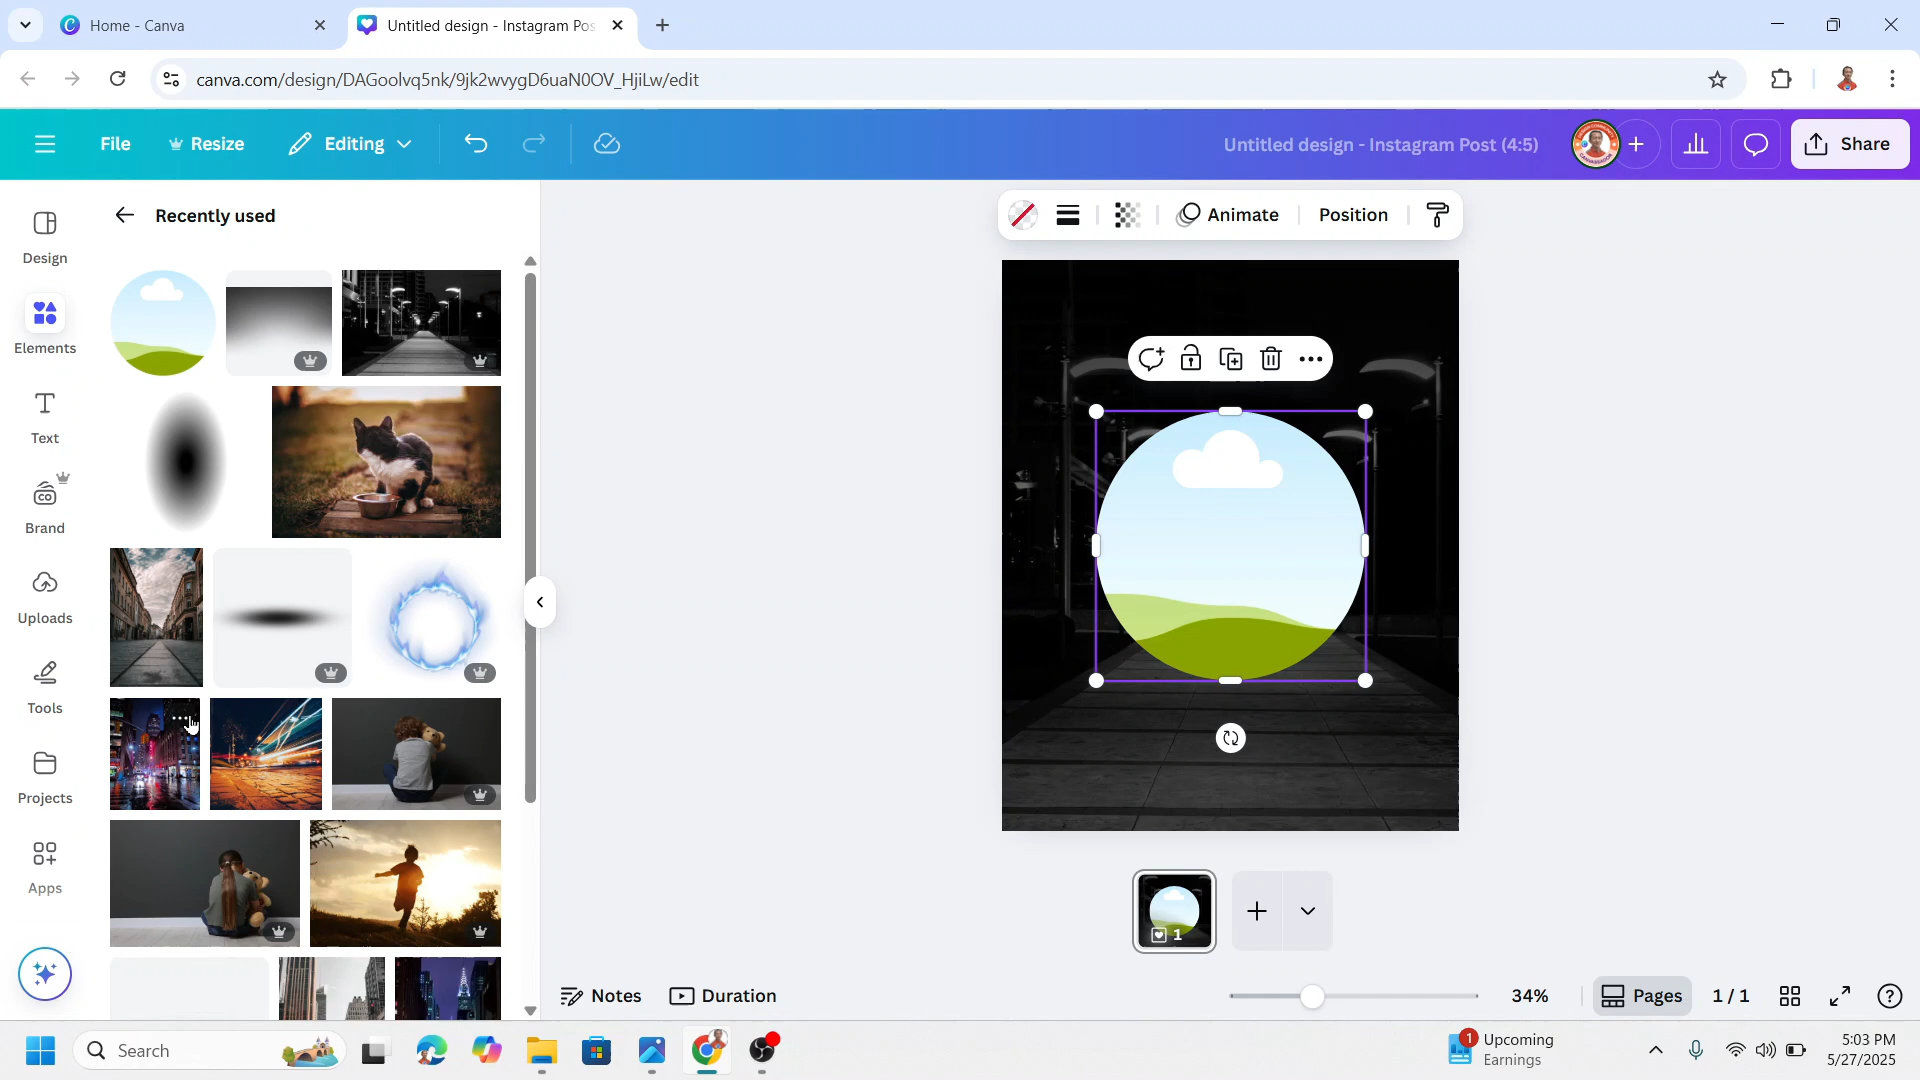 Home - Canva
Untitled design - Instagram Pos
canva.com/design/DAGoolvq5nk/9jk2wvygD6uaN0OV_HjiLw/edit
File
Resize
Editing
Untitled design - Instagram Post (4:5)
Share
Design
Elements
Text
Brand
Uploads
Tools
Projects
Apps
Recently used
Animate
Position
1
Notes
Duration
34%
Pages
1 / 1
Search
1
Upcoming
Earnings
5:03 PM
5/27/2025